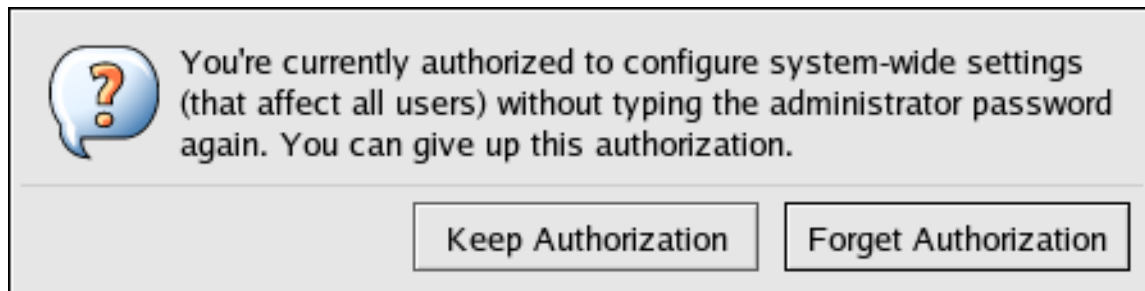 You're currently authorized to configure system-wide settings
(that affect all users) without typing the administrator password
again. You can give up this authorization.
Keep Authorization
Forget Authorization